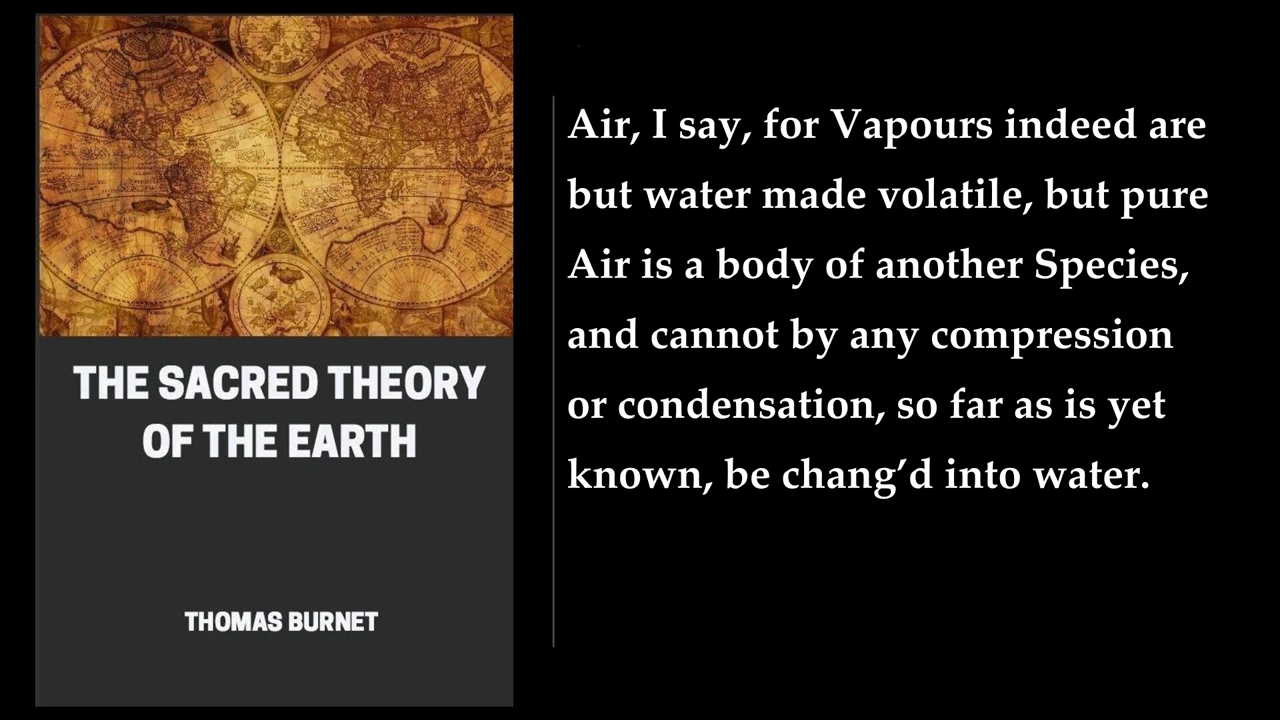 THE SACRED THEORY
OF THE EARTH
THOMAS BURNET
Air, I say, for Vapours indeed are
but water made volatile, but pure
Air is a body of another Species,
and cannot by any compression
or condensation, so far as is yet
known, be chang’d into water.